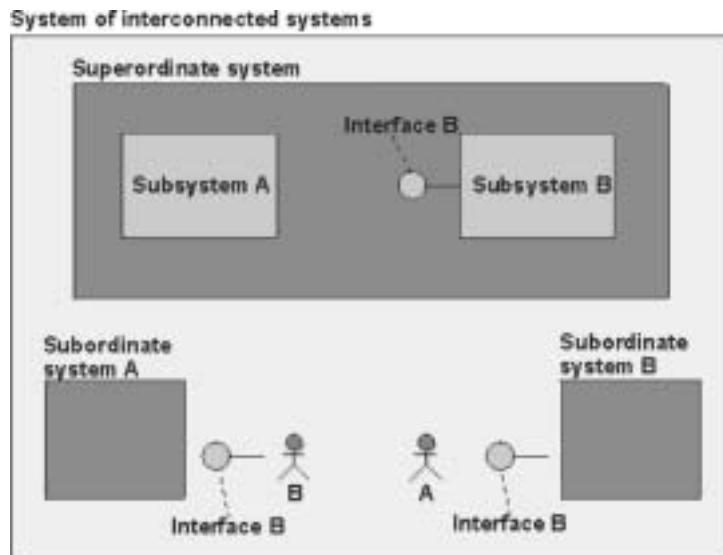 System of interconnected systems
Superordinate system
Interface B
Subsystem A
Subsystem B
Subordinate
system A
Subordinate
system B
B
A
Interface B
Interface B